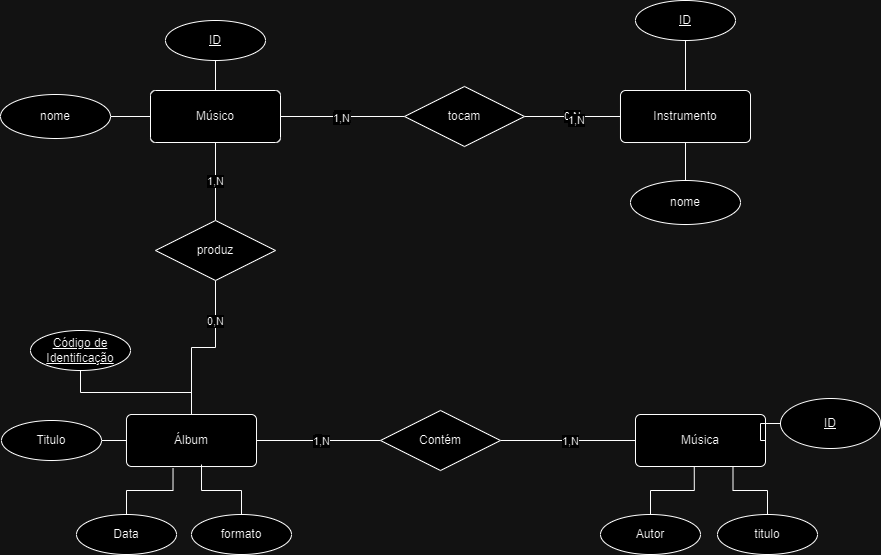 ID
ID
nome
Músico
1,N
tocam
1,N
Instrumento
1,N
nome
produz
0,N
Código de
Identificação
Titulo
Álbum
1,N
Contêm
1,N
Música
ID
Data
formato
Autor
titulo